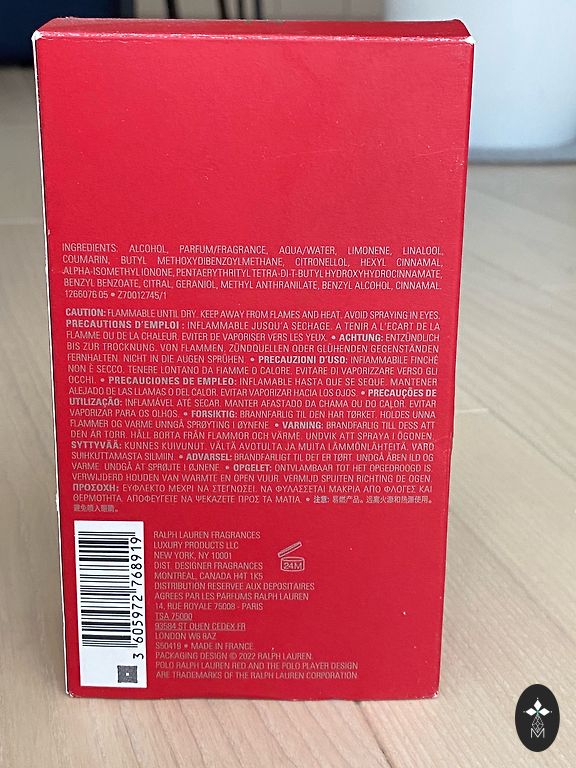 INGREDIENTS: ALCOHOL, PARFUM/FRAGRANCE, AQUA/WATER, LIMONENE, LINALOOL,
COUMARIN, BUTYL METHOXYDIBENZOYLMETHANE, CITRONELLOL, HEXYL CINNAMAL,
ALPHA-ISOMETHYL IONONE, PENTAERYTHRITYL TETRA-DI-T-BUTYL HYDROXYHYDROCINNAMATE,
BENZYL BENZOATE, CITRAL, GERANIOL, METHYL ANTHRANILATE, BENZYL ALCOHOL, CINNAMAL.
1266076 05 • Z70012745/1
CAUTION: FLAMMABLE UNTIL DRY. KEEP AWAY FROM FLAMES AND HEAT. AVOID SPRAYING IN EYES.
PRECAUTIONS D'EMPLOI : INFLAMMABLE JUSQU'A SECHAGE. A TENIR A L'ECART DE LA
FLAMME OU DE LA CHALEUR. EVITER DE VAPORISER VERS LES YEUX. • ACHTUNG: ENTZÜNDLICH
BIS ZUR TROCKNUNG. VON FLAMMEN, ZÜNDQUELLEN ODER GLÜHENDEN GEGENSTÄNDEN
FERNHALTEN. NICHT IN DIE AUGEN SPRÜHEN. • PRECAUZIONI D'USO: INFIAMMABILE FINCHÉ
NON È SECCO. TENERE LONTANO DA FIAMME O CALORE. EVITARE DI VAPORIZZARE VERSO GLI
OCCHI. • PRECAUCIONES DE EMPLEO: INFLAMABLE HASTA QUE SE SEQUE. MANTENER
ALEJADO DE LAS LLAMAS O DEL CALOR. EVITAR VAPORIZAR HACIA LOS OJOS. • PRECAUÇÕES DE
UTILIZAÇÃO: INFLAMÁVEL ATÉ SECAR. MANTER AFASTADO DA CHAMA OU DO CALOR. EVITAR
VAPORIZAR PARA OS OLHOS. • FORSIKTIG: BRANNFARLIG TIL DEN HAR TØRKET. HOLDES UNNA
FLAMMER OG VARME UNNGÅ SPRØYTING I ØYNENE. • VARNING: BRANDFARLIG TILL DESS ATT
DEN ÄR TORR. HÅLL BORTA FRÅN FLAMMOR OCH VÄRME. UNDVIK ATT SPRAYA I ÖGONEN.
SYTTYVÄÄ: KUNNES KUIVUNUT. VÄLTÄ AVOTULTA JA MUITA LÄMMÖNLÄHTEITÄ. VARO
SUIHKUTTAMASTA SILMIIN. • ADVARSEL: BRANDFARLIGT TIL DET ER TØRT. UNDGÅ ÅBEN ILD OG
VARME. UNDGÅ AT SPRØJTE I ØJNENE. • OPGELET: ONTVLAMBAAR TOT HET OPGEDROOGD IS.
VERWIJDERD HOUDEN VAN WARMTE EN OPEN VUUR. VERMIJD SPUITEN RICHTING DE OGEN.
ΠΡΟΣΟΧΗ: ΕΥΦΛΕΚΤΟ ΜΕΧΡΙ ΝΑ ΣΤΕΓΝΩΣΕΙ. ΝΑ ΦΥΛΑΣΣΕΤΑΙ ΜΑΚΡΙΑ ΑΠΟ ΦΛΟΓΕΣ ΚΑΙ
ΘΕΡΜΟΤΗΤΑ. ΑΠΟΦΕΥΓΕΤΕ ΝΑ ΨΕΚΑΖΕΤΕ ΠΡΟΣ ΤΑ ΜΑΤΙΑ. • 注意: 易燃产品。远离火源和热源使用。
避免喷入眼睛。
3 605972 768919
RALPH LAUREN FRAGRANCES
LUXURY PRODUCTS LLC
NEW YORK, NY 10001
DIST. DESIGNER FRAGRANCES
MONTREAL, CANADA H4T 1K5
DISTRIBUTION RESERVEE AUX DEPOSITAIRES
AGREES PAR LES PARFUMS RALPH LAUREN
14, RUE ROYALE 75008 - PARIS
TSA 75000
93584 ST OUEN CEDEX FR
LONDON W6 8AZ
S50419 • MADE IN FRANCE
PACKAGING DESIGN © 2022 RALPH LAUREN.
POLO RALPH LAUREN RED AND THE POLO PLAYER DESIGN
ARE TRADEMARKS OF THE RALPH LAUREN CORPORATION.
24M
M